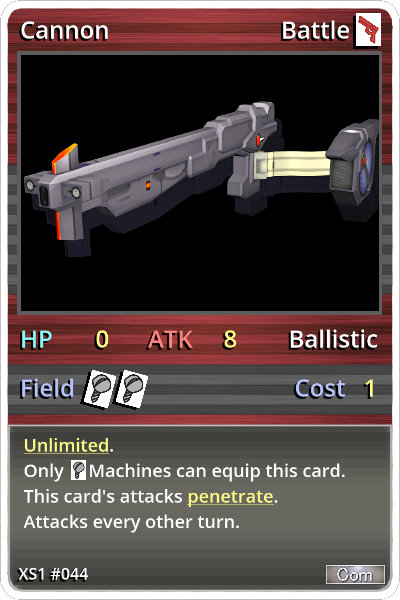 Cannon Battle
HP 0 ATK 8 Ballistic
Field Cost 1
Unlimited.
Only Machines can equip this card.
This card's attacks penetrate.
Attacks every other turn.
XS1 #044 Com